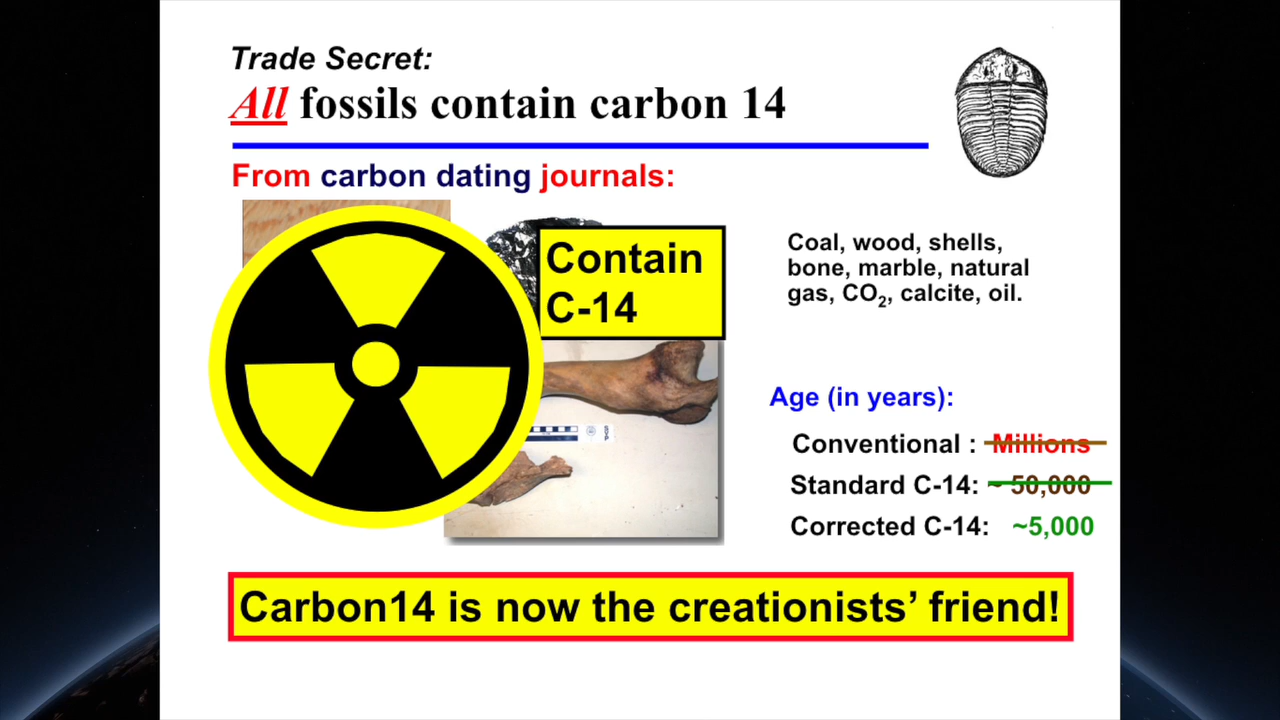 Trade Secret:
All fossils contain carbon 14
From carbon dating journals:
Contain
C-14
Coal, wood, shells,
bone, marble, natural
gas, CO₂, calcite, oil.
Age (in years):
Conventional : Millions
Standard C-14: ~ 50,000
Corrected C-14: ~5,000
Carbon14 is now the creationists’ friend!